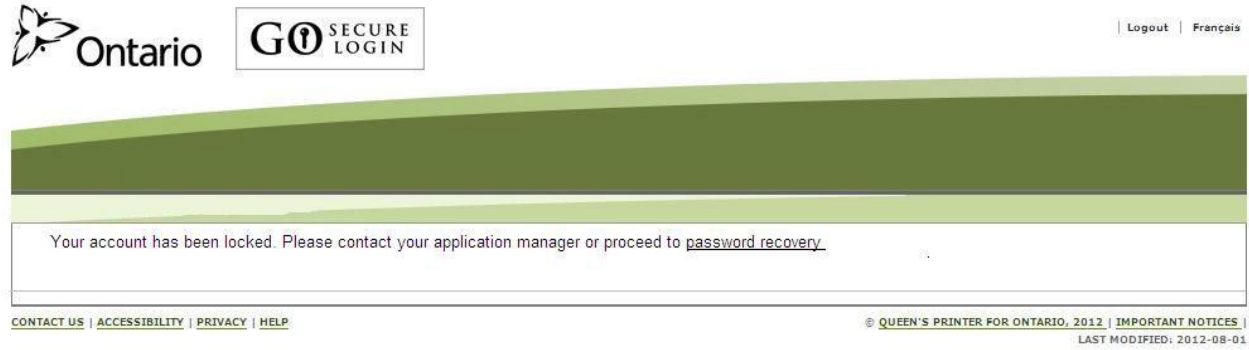 Ontario
GO SECURE LOGIN
| Logout | Français
Your account has been locked. Please contact your application manager or proceed to password recovery .
CONTACT US | ACCESSIBILITY | PRIVACY | HELP
© QUEEN'S PRINTER FOR ONTARIO, 2012 | IMPORTANT NOTICES |
LAST MODIFIED: 2012-08-01